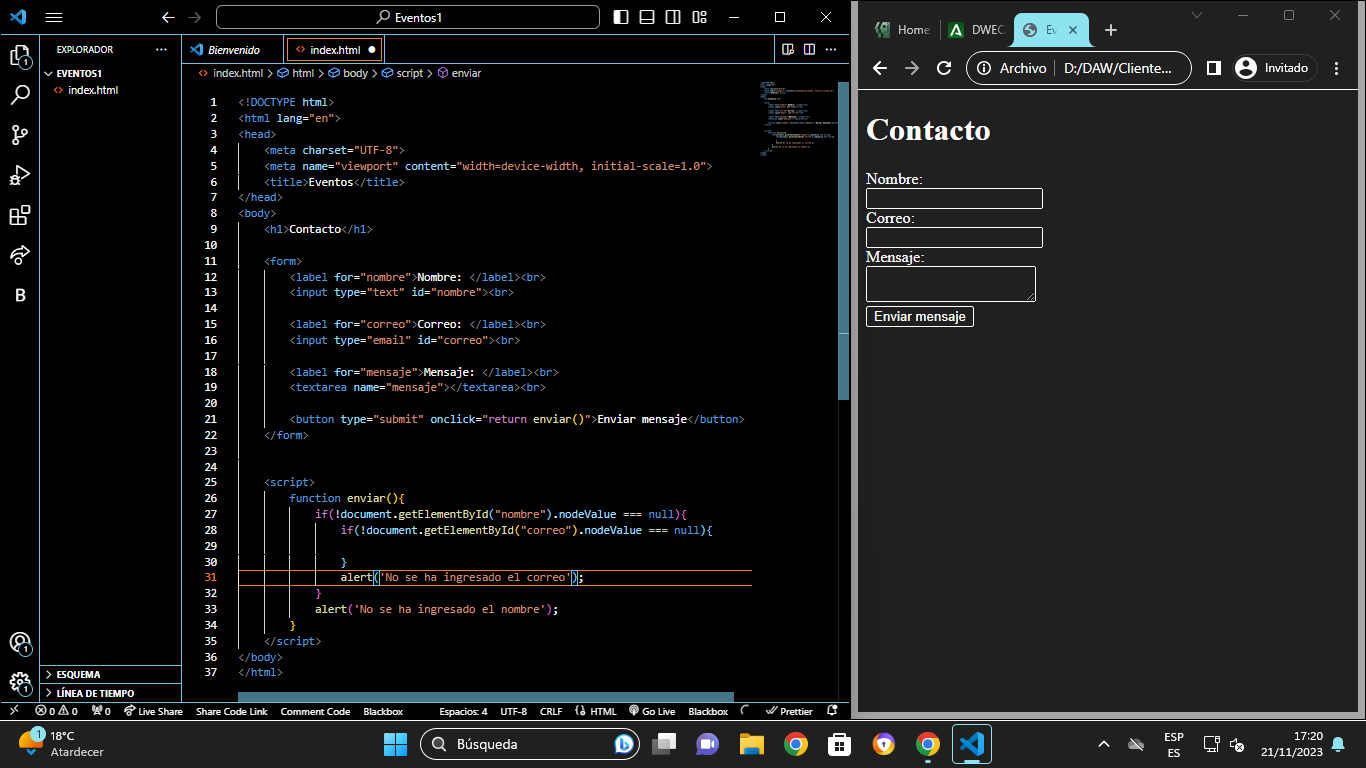 Eventos1
EXPLORADOR
EVENTOS1
index.html
Bienvenido
index.html
index.html > html > body > script > enviar
1 <!DOCTYPE html>
2 <html lang="en">
3 <head>
4 <meta charset="UTF-8">
5 <meta name="viewport" content="width=device-width, initial-scale=1.0">
6 <title>Eventos</title>
7 </head>
8 <body>
9 <h1>Contacto</h1>
10
11 <form>
12 <label for="nombre">Nombre: </label><br>
13 <input type="text" id="nombre"><br>
14
15 <label for="correo">Correo: </label><br>
16 <input type="email" id="correo"><br>
17
18 <label for="mensaje">Mensaje: </label><br>
19 <textarea name="mensaje"></textarea><br>
20
21 <button type="submit" onclick="return enviar()">Enviar mensaje</button>
22 </form>
23
24
25 <script>
26 function enviar(){
27 if(!document.getElementById("nombre").nodeValue === null){
28 if(!document.getElementById("correo").nodeValue === null){
29
30 }
31 alert('No se ha ingresado el correo');
32 }
33 alert('No se ha ingresado el nombre');
34 }
35 </script>
36 </body>
37 </html>
1
B
1
1
ESQUEMA
LÍNEA DE TIEMPO
0 0 0 Live Share Share Code Link Comment Code Blackbox Espacios: 4 UTF-8 CRLF {} HTML Go Live Blackbox Prettier
Home DWEC Ev
Archivo D:/DAW/Cliente... Invitado
Contacto
Nombre:
Correo:
Mensaje:
Enviar mensaje
1
18°C
Atardecer
Búsqueda
ESP
ES
17:20
21/11/2023